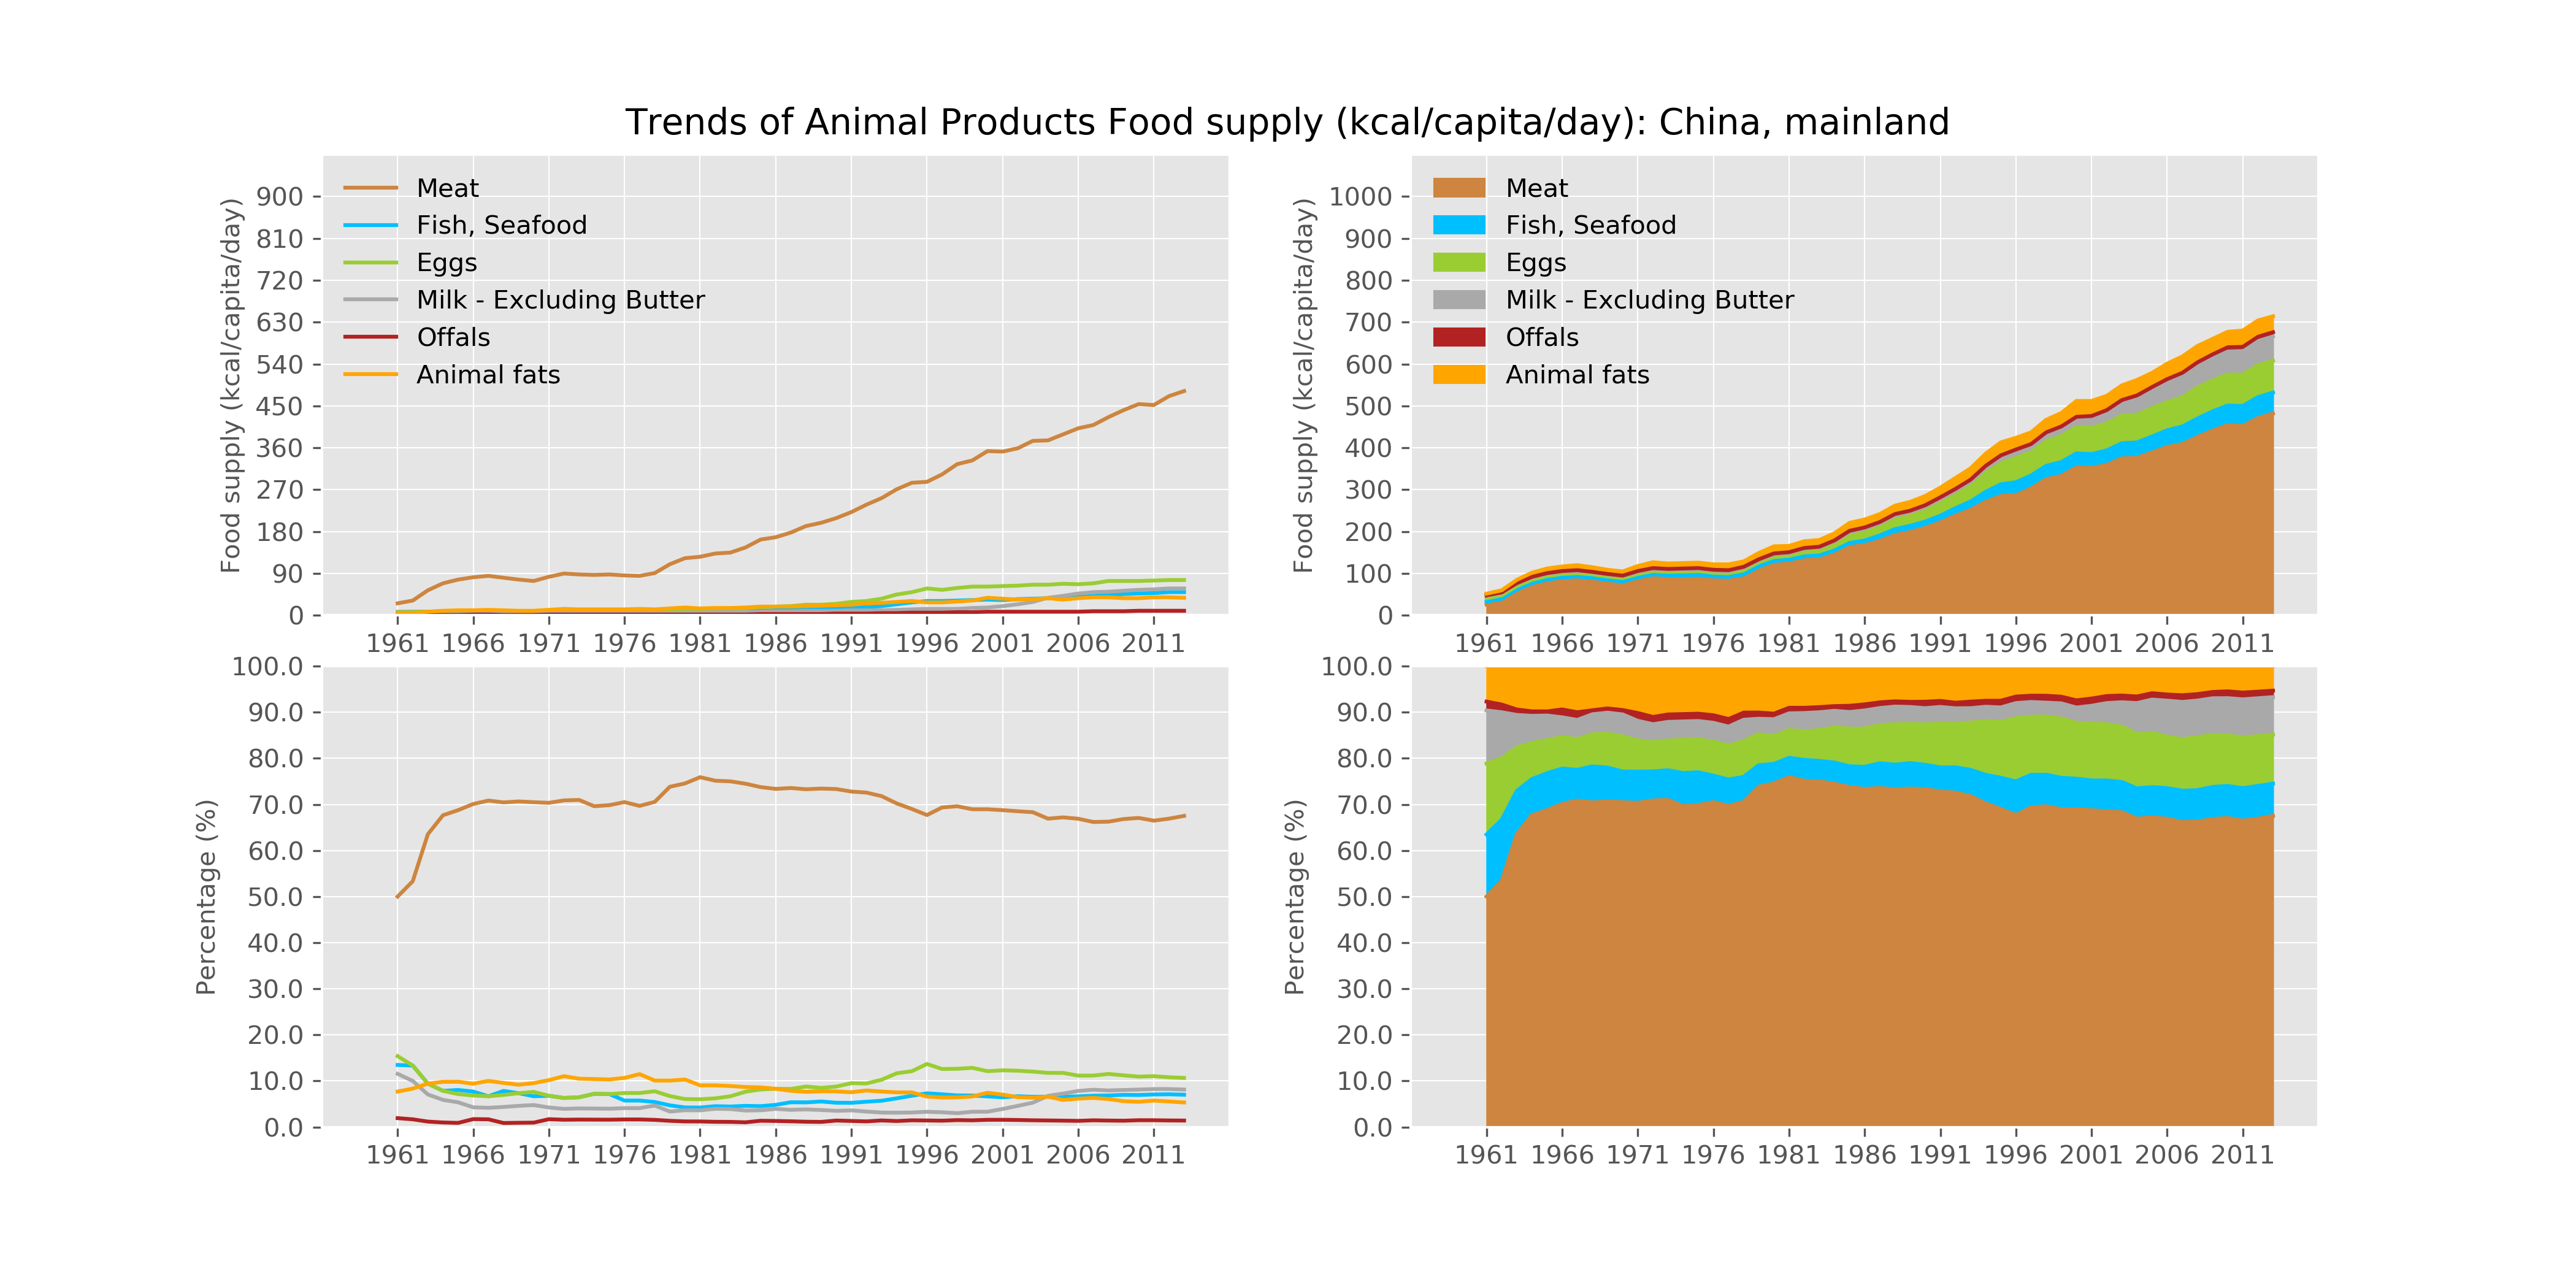 Trends of Animal Products Food supply (kcal/capita/day): China, mainland
Food supply (kcal/capita/day)
900
810
720
630
540
450
360
270
180
90
0
Meat
Fish, Seafood
Eggs
Milk - Excluding Butter
Offals
Animal fats
1961 1966 1971 1976 1981 1986 1991 1996 2001 2006 2011
Food supply (kcal/capita/day)
1000
900
800
700
600
500
400
300
200
100
0
Meat
Fish, Seafood
Eggs
Milk - Excluding Butter
Offals
Animal fats
1961 1966 1971 1976 1981 1986 1991 1996 2001 2006 2011
Percentage (%)
100.0
90.0
80.0
70.0
60.0
50.0
40.0
30.0
20.0
10.0
0.0
1961 1966 1971 1976 1981 1986 1991 1996 2001 2006 2011
Percentage (%)
100.0
90.0
80.0
70.0
60.0
50.0
40.0
30.0
20.0
10.0
0.0
1961 1966 1971 1976 1981 1986 1991 1996 2001 2006 2011